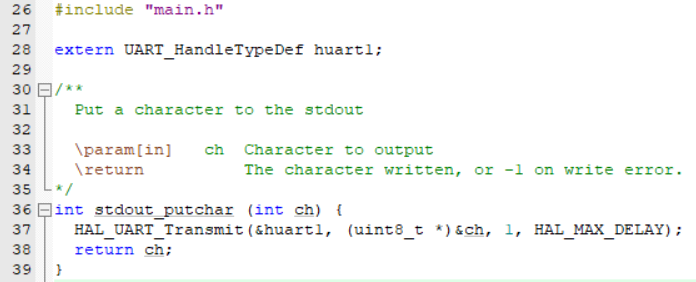 26 #include "main.h"
27
28 extern UART_HandleTypeDef huart1;
29
30 /**
31 Put a character to the stdout
32
33 \param[in] ch Character to output
34 \return The character written, or -1 on write error.
35 */
36 int stdout_putchar (int ch) {
37 HAL_UART_Transmit(&huart1, (uint8_t *)&ch, 1, HAL_MAX_DELAY);
38 return ch;
39 }